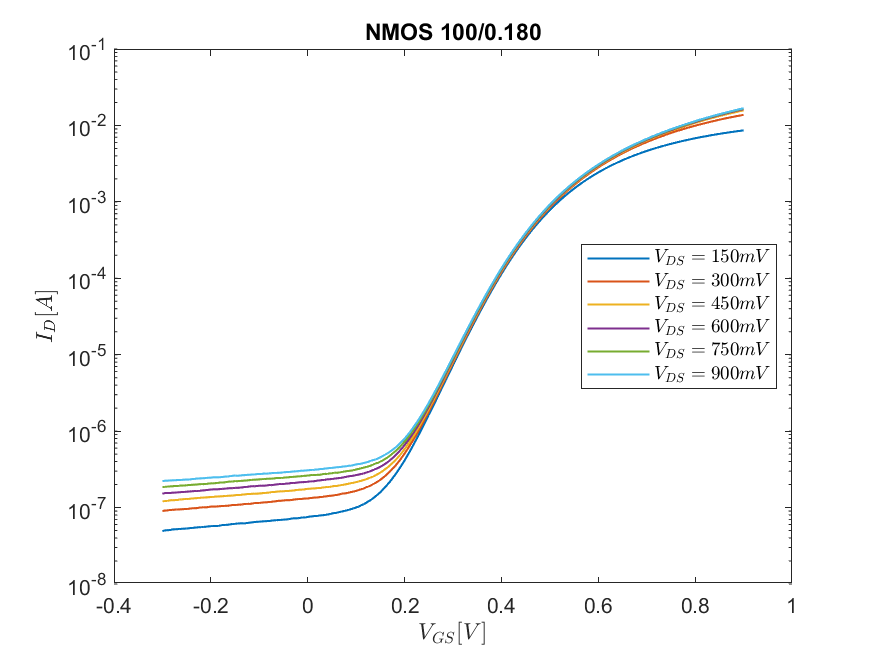 NMOS 100/0.180
10^-1
10^-2
10^-3
10^-4
10^-5
10^-6
10^-7
10^-8
I_D[A]
V_DS = 150mV
V_DS = 300mV
V_DS = 450mV
V_DS = 600mV
V_DS = 750mV
V_DS = 900mV
-0.4 -0.2 0 0.2 0.4 0.6 0.8 1
V_GS[V]